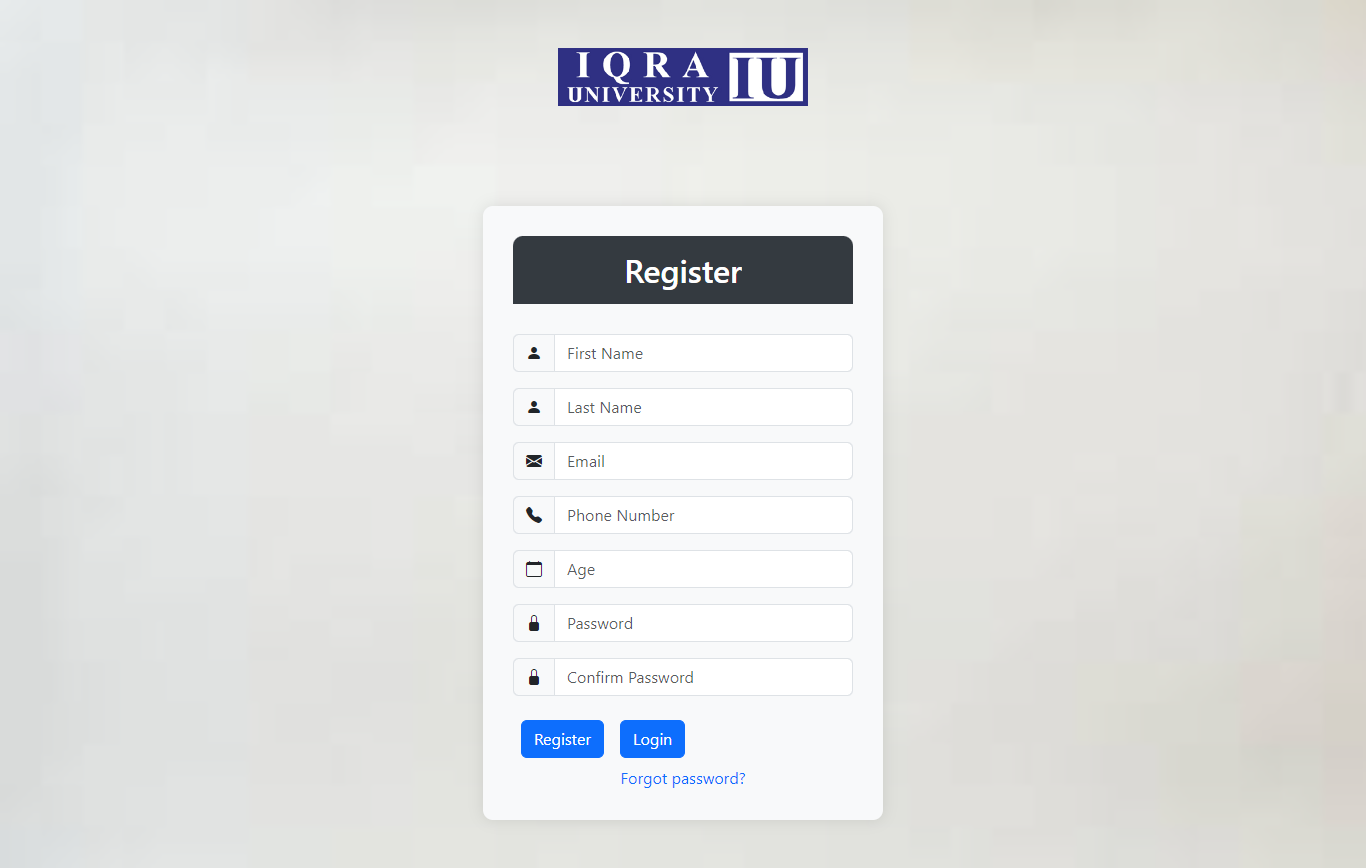 IQRA
UNIVERSITY IU
Register
First Name
Last Name
Email
Phone Number
Age
Password
Confirm Password
Register Login
Forgot password?